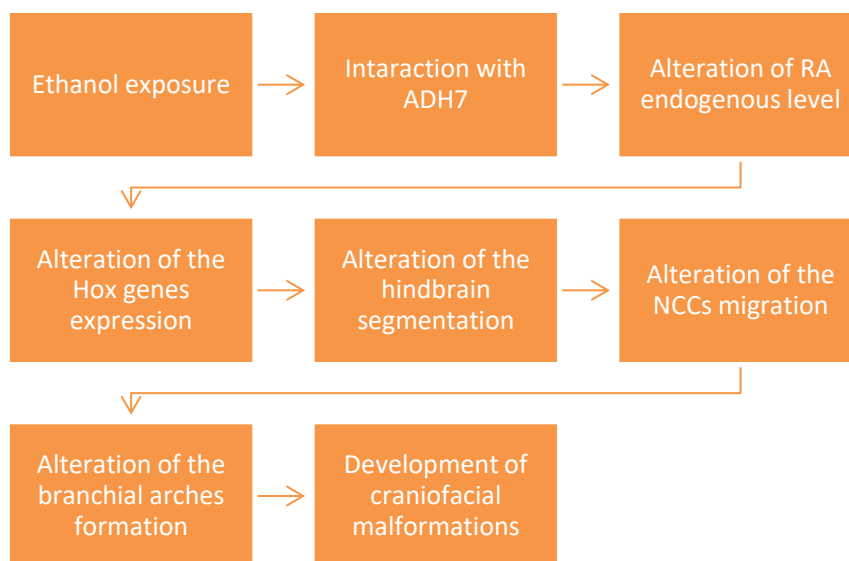 Ethanol exposure
Intaraction with
ADH7
Alteration of RA
endogenous level
Alteration of the
Hox genes
expression
Alteration of the
hindbrain
segmentation
Alteration of the
NCCs migration
Alteration of the
branchial arches
formation
Development of
craniofacial
malformations